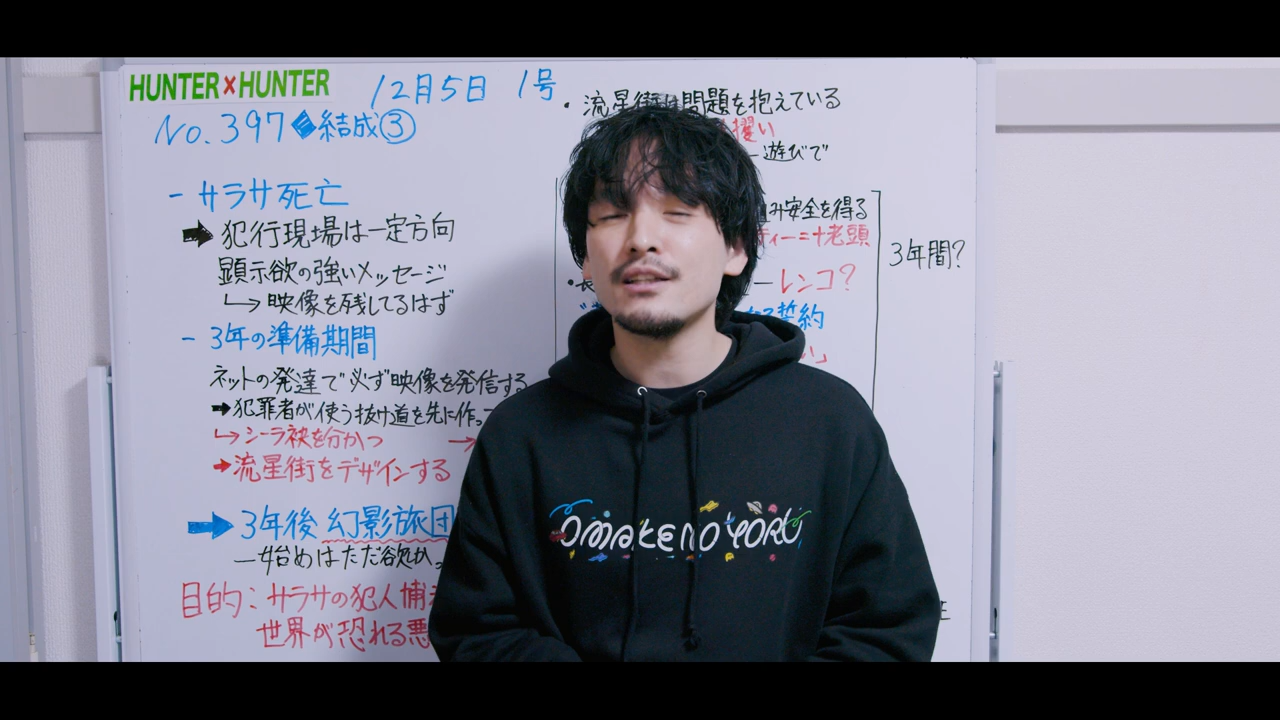 HUNTER×HUNTER
12月5日 1号
No.397◆結成③
- サラサ死亡
➡犯行現場は一定方向
顕示欲の強いメッセージ
↳映像を残してるはず
- 3年の準備期間
ネットの発達で必ず映像を発信する
➡犯罪者が使う抜け道を先に作っ
↳シーラ袂を分かつ →
➡流星街をデザインする
➡3年後 幻影旅団
ー始めはただ欲かっ
目的:サラサの犯人捕
世界が恐れる悪
・流星街は問題を抱えている
攫い
ー遊びで
み安全を得る
ティーニナ老頭
3年間?
ーレンコ?
る誓約
い」
OMAKENOYORU